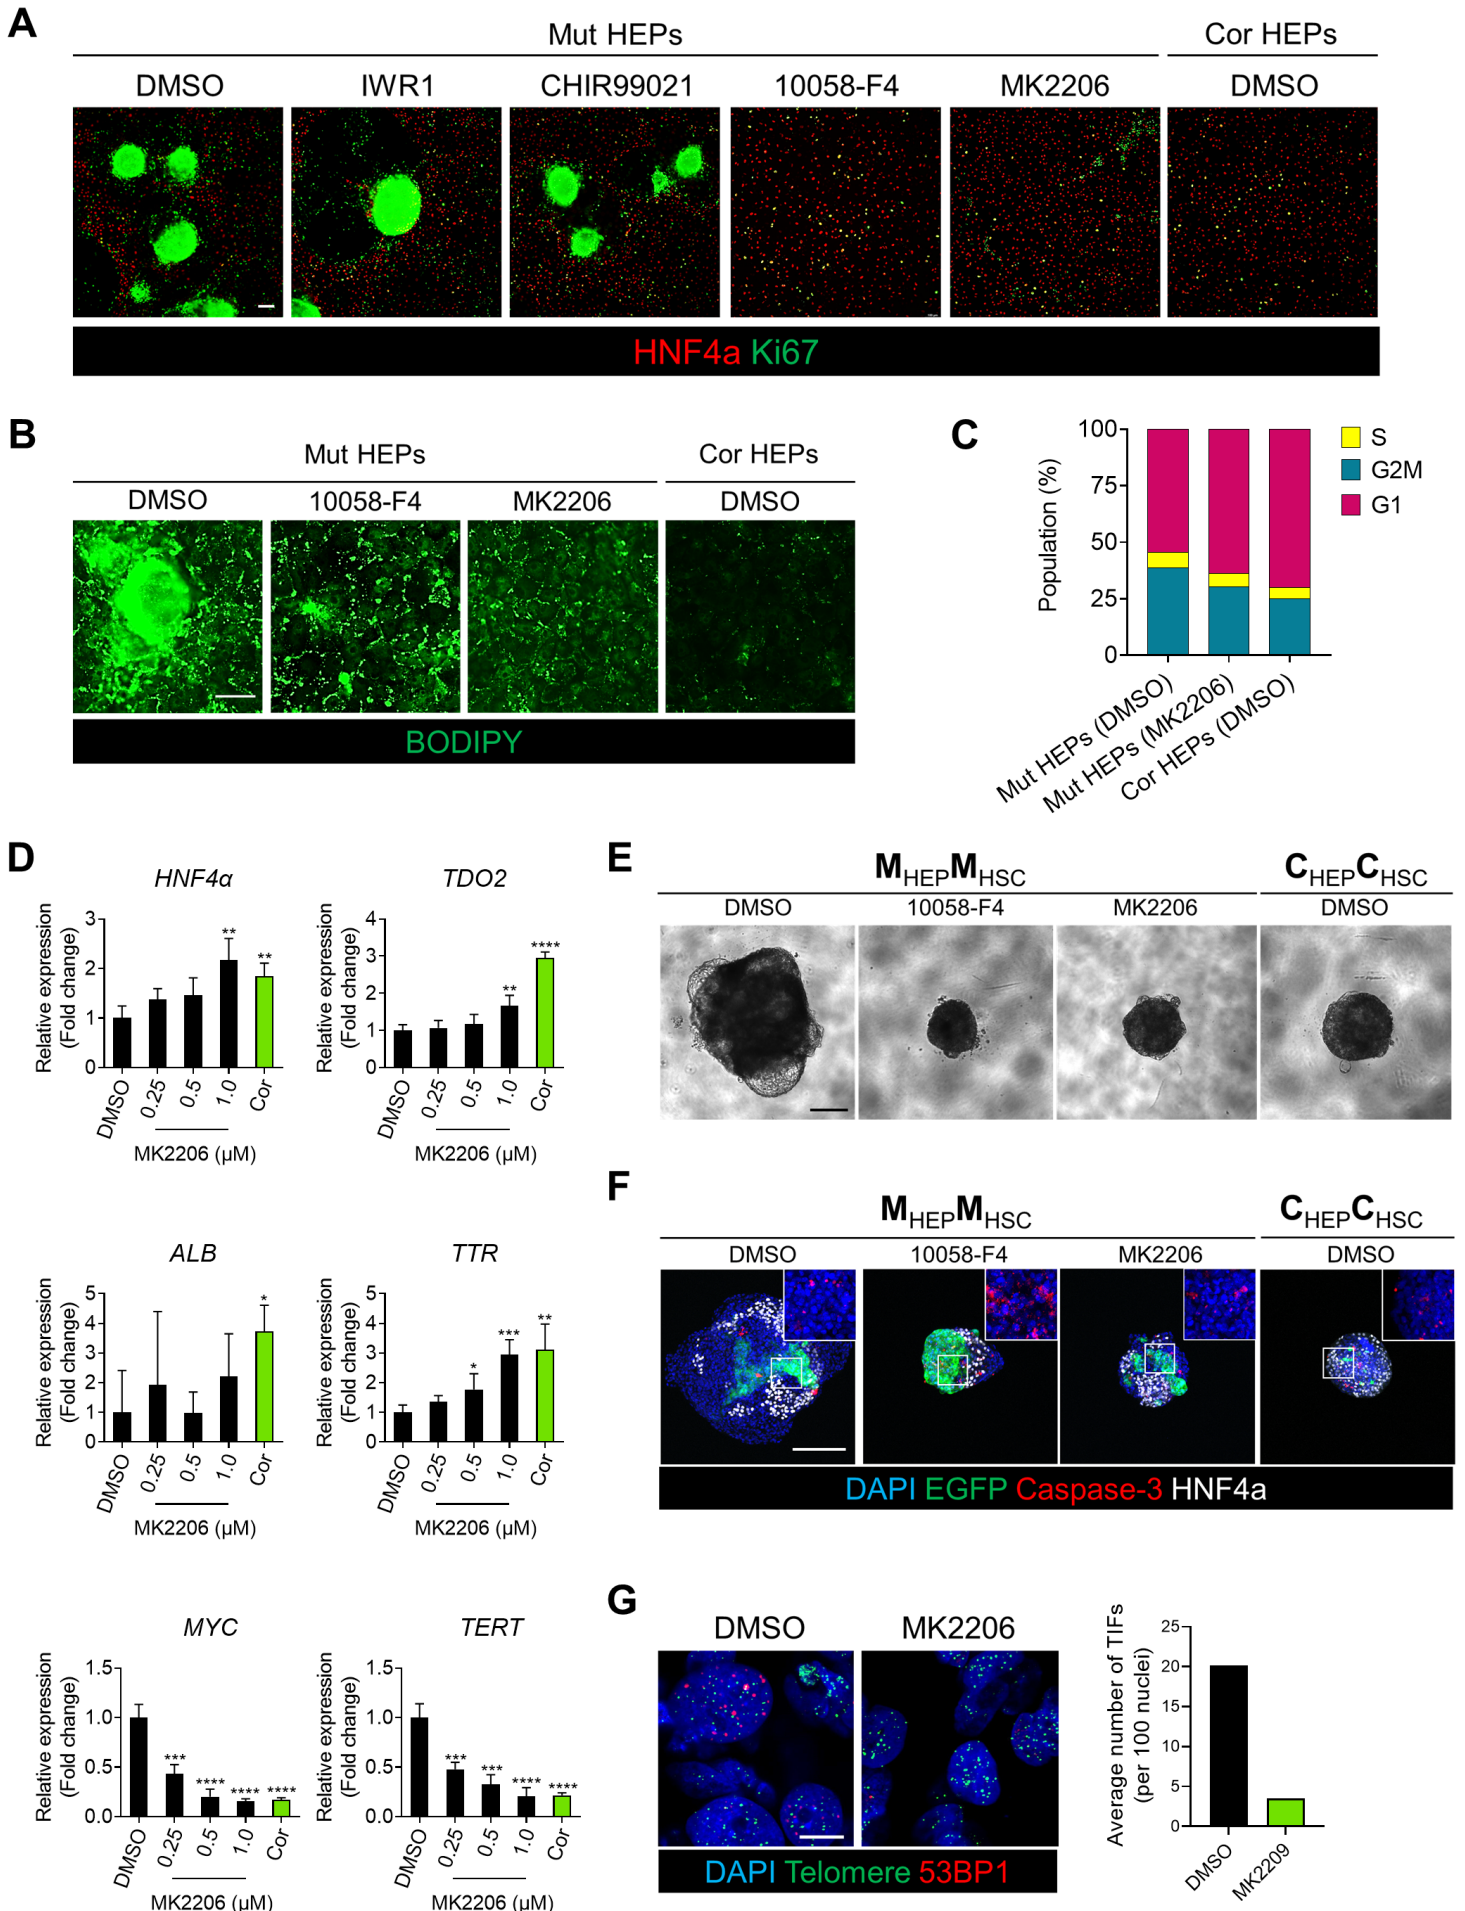 A
Mut HEPs
Cor HEPs
DMSO
IWR1
CHIR99021
10058-F4
MK2206
DMSO
HNF4a Ki67
B
Mut HEPs
Cor HEPs
DMSO
10058-F4
MK2206
DMSO
BODIPY
C
Population (%)
100
75
50
25
0
S
G2M
G1
Mut HEPs (DMSO)
Mut HEPs (MK2206)
Cor HEPs (DMSO)
D
HNF4α
Relative expression
(Fold change)
3
2
1
0
**
**
DMSO
0.25
0.5
1.0
Cor
MK2206 (µM)
TDO2
Relative expression
(Fold change)
4
3
2
1
0
**
****
DMSO
0.25
0.5
1.0
Cor
MK2206 (µM)
ALB
Relative expression
(Fold change)
5
4
3
2
1
0
*
DMSO
0.25
0.5
1.0
Cor
MK2206 (µM)
TTR
Relative expression
(Fold change)
5
4
3
2
1
0
*
***
**
DMSO
0.25
0.5
1.0
Cor
MK2206 (µM)
MYC
Relative expression
(Fold change)
1.5
1.0
0.5
0.0
***
****
****
****
DMSO
0.25
0.5
1.0
Cor
MK2206 (µM)
TERT
Relative expression
(Fold change)
1.5
1.0
0.5
0.0
***
***
****
****
DMSO
0.25
0.5
1.0
Cor
MK2206 (µM)
E
MHEPMHSC
CHEPCHSC
DMSO
10058-F4
MK2206
DMSO
F
MHEPMHSC
CHEPCHSC
DMSO
10058-F4
MK2206
DMSO
DAPI EGFP Caspase-3 HNF4a
G
DMSO
MK2206
DAPI Telomere 53BP1
Average number of TIFs
(per 100 nuclei)
25
20
15
10
5
0
DMSO
MK2209